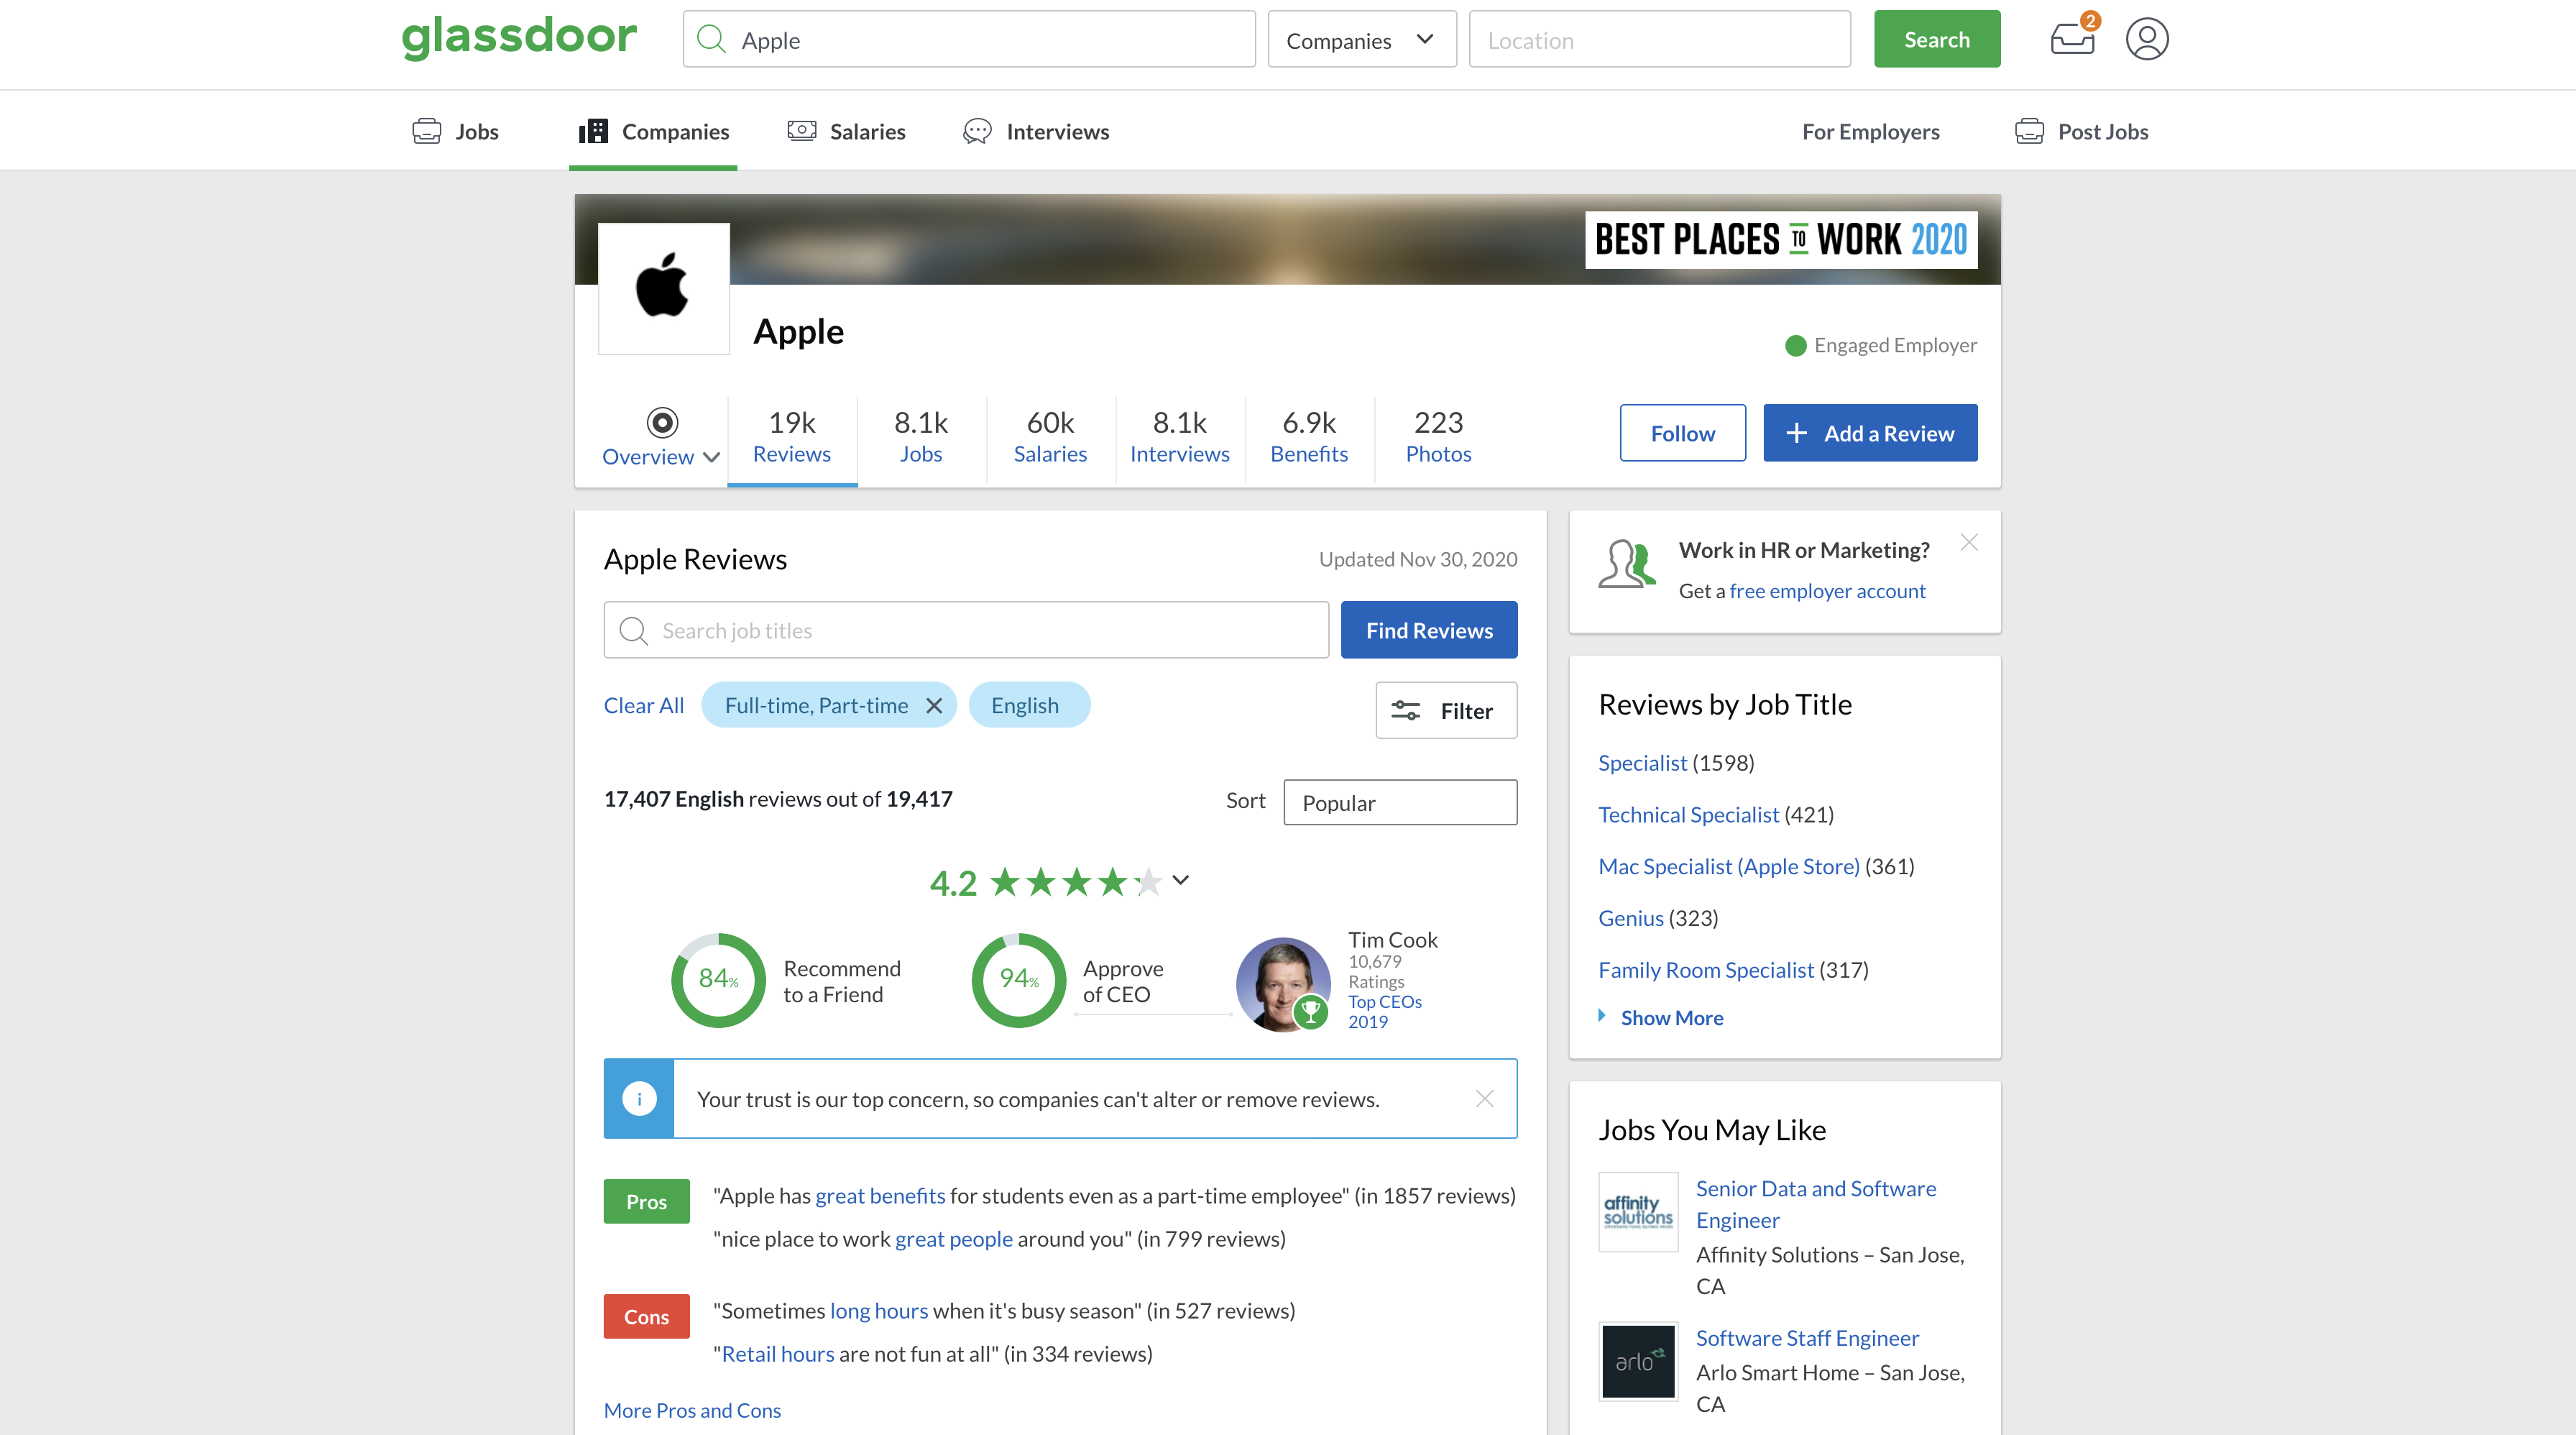 glassdoor
Apple
Companies
Location
Search
2
Jobs
Companies
Salaries
Interviews
For Employers
Post Jobs
BEST PLACES TO WORK 2020
Apple
Engaged Employer
Overview
19k
Reviews
8.1k
Jobs
60k
Salaries
8.1k
Interviews
6.9k
Benefits
223
Photos
Follow
+ Add a Review
Apple Reviews
Updated Nov 30, 2020
Search job titles
Find Reviews
Clear All
Full-time, Part-time
English
Filter
17,407 English reviews out of 19,417
Sort
Popular
4.2
84%
Recommend
to a Friend
94%
Approve
of CEO
Tim Cook
10,679
Ratings
Top CEOs
2019
i
Your trust is our top concern, so companies can't alter or remove reviews.
Pros
"Apple has great benefits for students even as a part-time employee" (in 1857 reviews)
"nice place to work great people around you" (in 799 reviews)
Cons
"Sometimes long hours when it's busy season" (in 527 reviews)
"Retail hours are not fun at all" (in 334 reviews)
More Pros and Cons
Work in HR or Marketing?
Get a free employer account
Reviews by Job Title
Specialist (1598)
Technical Specialist (421)
Mac Specialist (Apple Store) (361)
Genius (323)
Family Room Specialist (317)
Show More
Jobs You May Like
affinity
solutions
Senior Data and Software
Engineer
Affinity Solutions – San Jose,
CA
arlo
Software Staff Engineer
Arlo Smart Home – San Jose,
CA